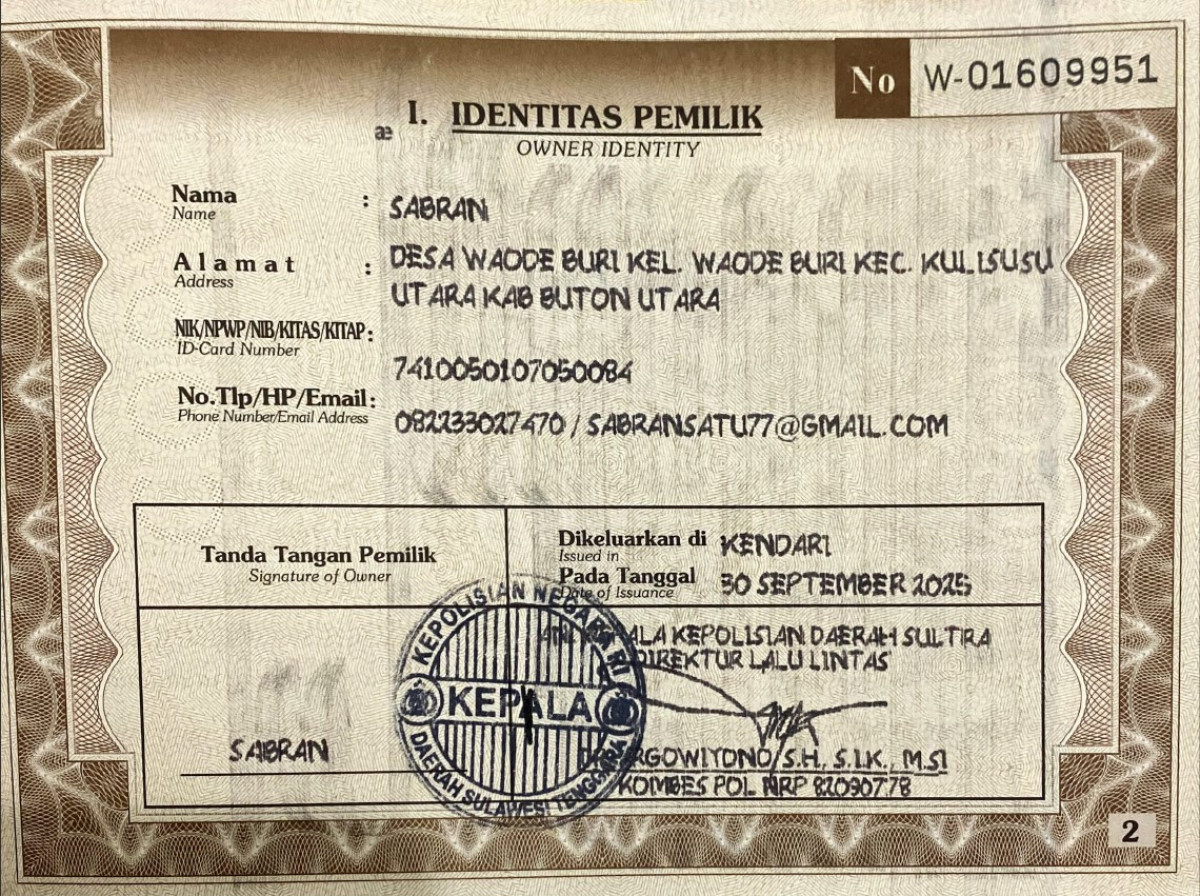 No W-01609951
I. IDENTITAS PEMILIK
æ
OWNER IDENTITY
Nama : SABRAN
Name
Alamat : DESA WAODE BURI KEL. WAODE BURI KEC. KULISUSU
Address
UTARA KAB BUTON UTARA
NIK/NPWP/NIB/KITAS/KITAP:
ID-Card Number
7410050107050084
No.Tlp/HP/Email:
Phone Number/Email Address
082233027470 / SABRANSATU77@GMAIL.COM
Tanda Tangan Pemilik
Signature of Owner
Dikeluarkan di KENDARI
Issued in
Pada Tanggal 30 SEPTEMBER 2025
Date of Issuance
KEPOLISIAN NEGARA RI
KEPALA
DAERAH SULAWESI TENGGARA
KEPOLISIAN DAERAH SULTRA
DIREKTUR LALU LINTAS
SABRAN
S.H., S.I.K., M.SI
KOMBES POL NRP 82090778
2